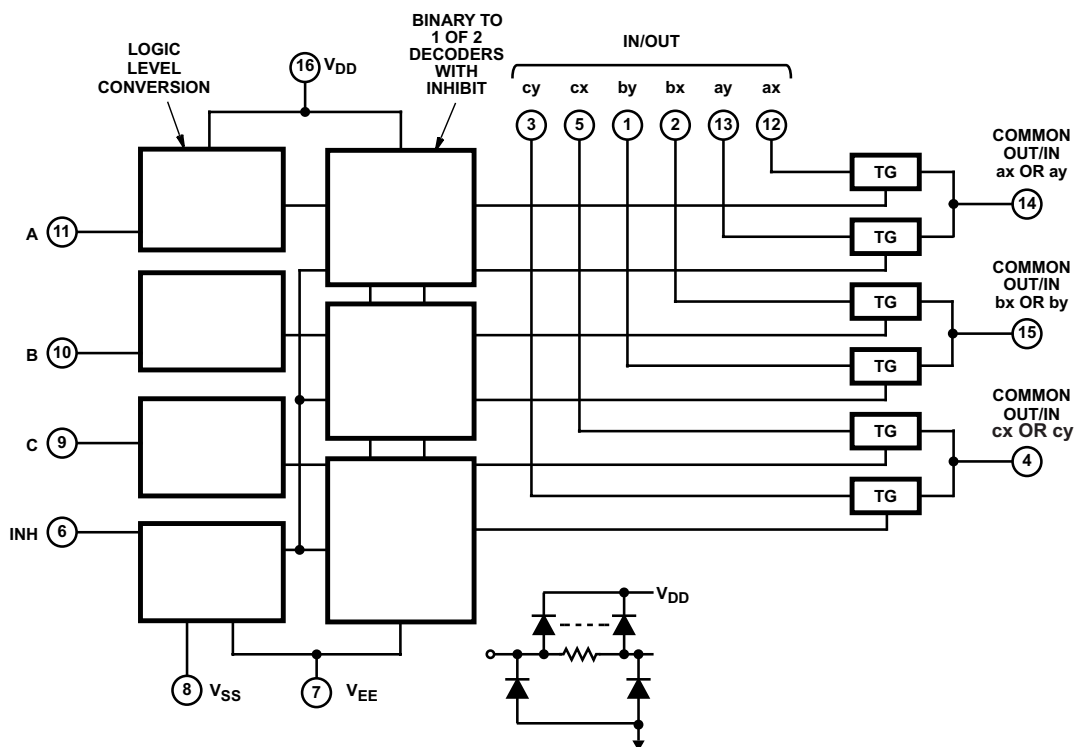 LOGIC
LEVEL
CONVERSION
16 VDD
BINARY TO
1 OF 2
DECODERS
WITH
INHIBIT
IN/OUT
cy cx by bx ay ax
3 5 1 2 13 12
A 11
B 10
C 9
INH 6
8 VSS
7 VEE
TG
TG
TG
TG
TG
TG
COMMON
OUT/IN
ax OR ay
14
COMMON
OUT/IN
bx OR by
15
COMMON
OUT/IN
cx OR cy
4
VDD